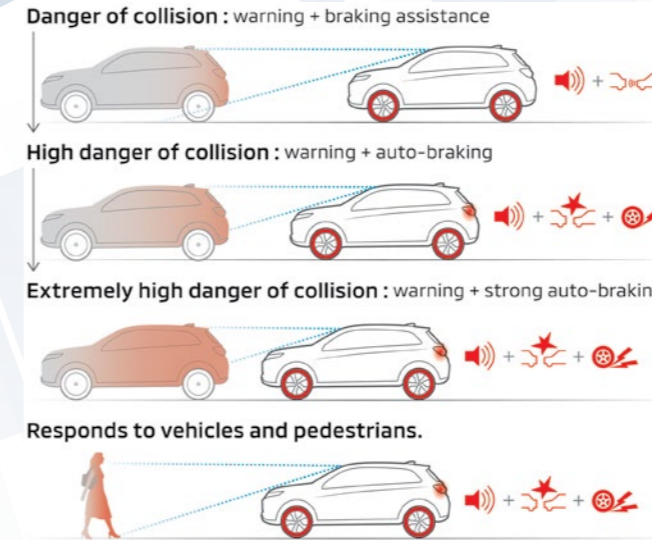 Danger of collision : warning + braking assistance
High danger of collision : warning + auto-braking
Extremely high danger of collision : warning + strong auto-brakin
Responds to vehicles and pedestrians.